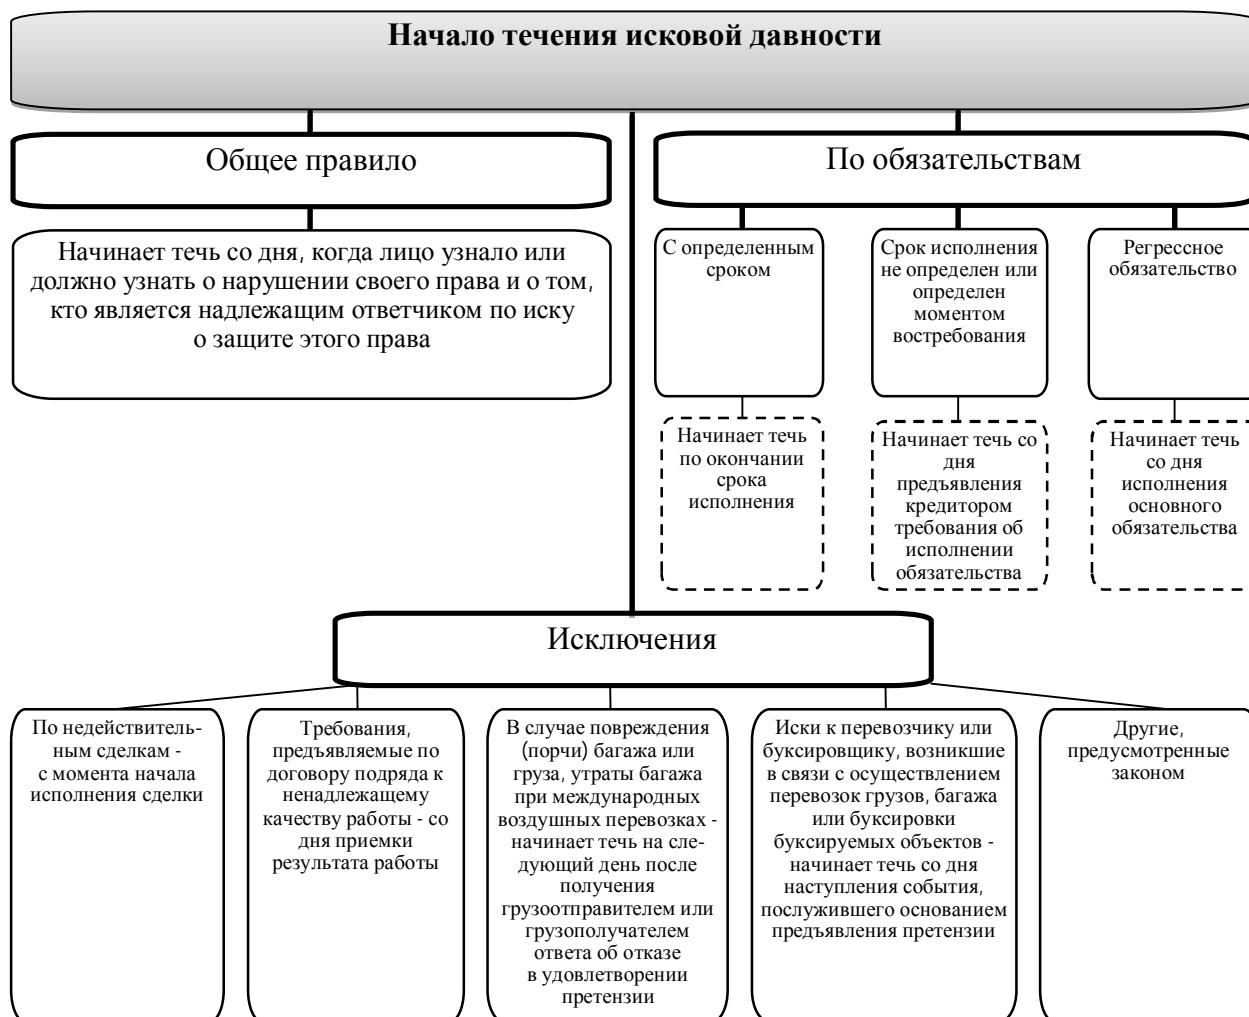 Начало течения исковой давности
Общее правило
По обязательствам
Начинает течь со дня, когда лицо узнало или
должно узнать о нарушении своего права и о том,
кто является надлежащим ответчиком по иску
о защите этого права
С определенным
сроком
Срок исполнения
не определен или
определен
моментом
востребования
Регрессное
обязательство
Начинает течь
по окончании
срока
исполнения
Начинает течь со
дня
предъявления
кредитором
требования об
исполнении
обязательства
Начинает течь
со дня
исполнения
основного
обязательства
Исключения
По недействитель-
ным сделкам -
с момента начала
исполнения сделки
Требования,
предъявляемые по
договору подряда к
ненадлежащему
качеству работы - со
дня приемки
результата работы
В случае повреждения
(порчи) багажа или
груза, утраты багажа
при международных
воздушных перевозках -
начинает течь на сле-
дующий день после
получения
грузоотправителем или
грузополучателем
ответа об отказе
в удовлетворении
претензии
Иски к перевозчику или
буксировщику, возникшие
в связи с осуществлением
перевозок грузов, багажа
или буксировки
буксируемых объектов -
начинает течь со дня
наступления события,
послужившего основанием
предъявления претензии
Другие,
предусмотренные
законом